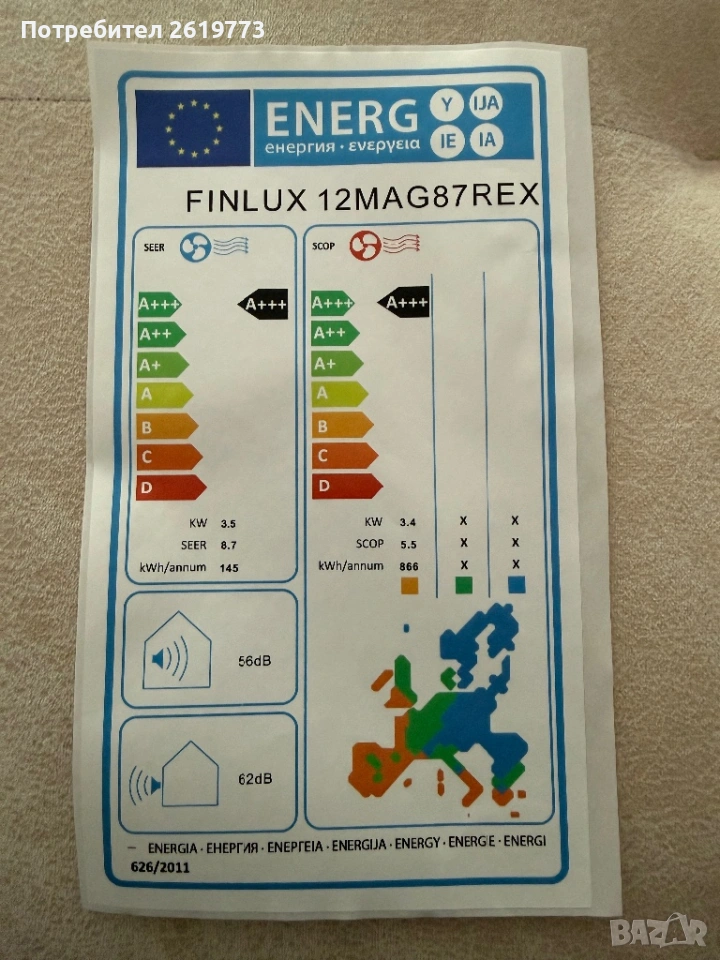 Потребител 2619773
ENERG Y IJA
енергия · ενεργεια IE IA
FINLUX 12MAG87REX
SEER
A+++ A+++
A++
A+
A
B
C
D
KW 3.5
SEER 8.7
kWh/annum 145
SCOP
A+++ A+++
A++
A+
A
B
C
D
KW 3.4 X X
SCOP 5.5 X X
kWh/annum 866 X X
56dB
62dB
ENERGIA · ЕНЕРГИЯ · ΕΝΕΡΓΕΙΑ · ENERGIJA · ENERGY · ENERGIE · ENERGI
626/2011
BAZAR